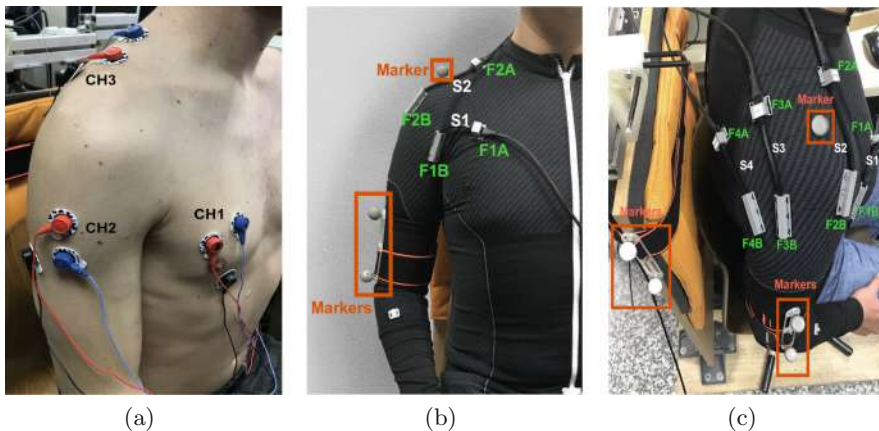 CH3
CH2
CH1
Marker
F2A
S2
F2B
S1
F1A
F1B
Markers
F2A
F3A
Marker
F4A
F1A
S3
S2
S1
S4
Markers
F4B
F3B
F2B
F1B
Markers
(a)
(b)
(c)